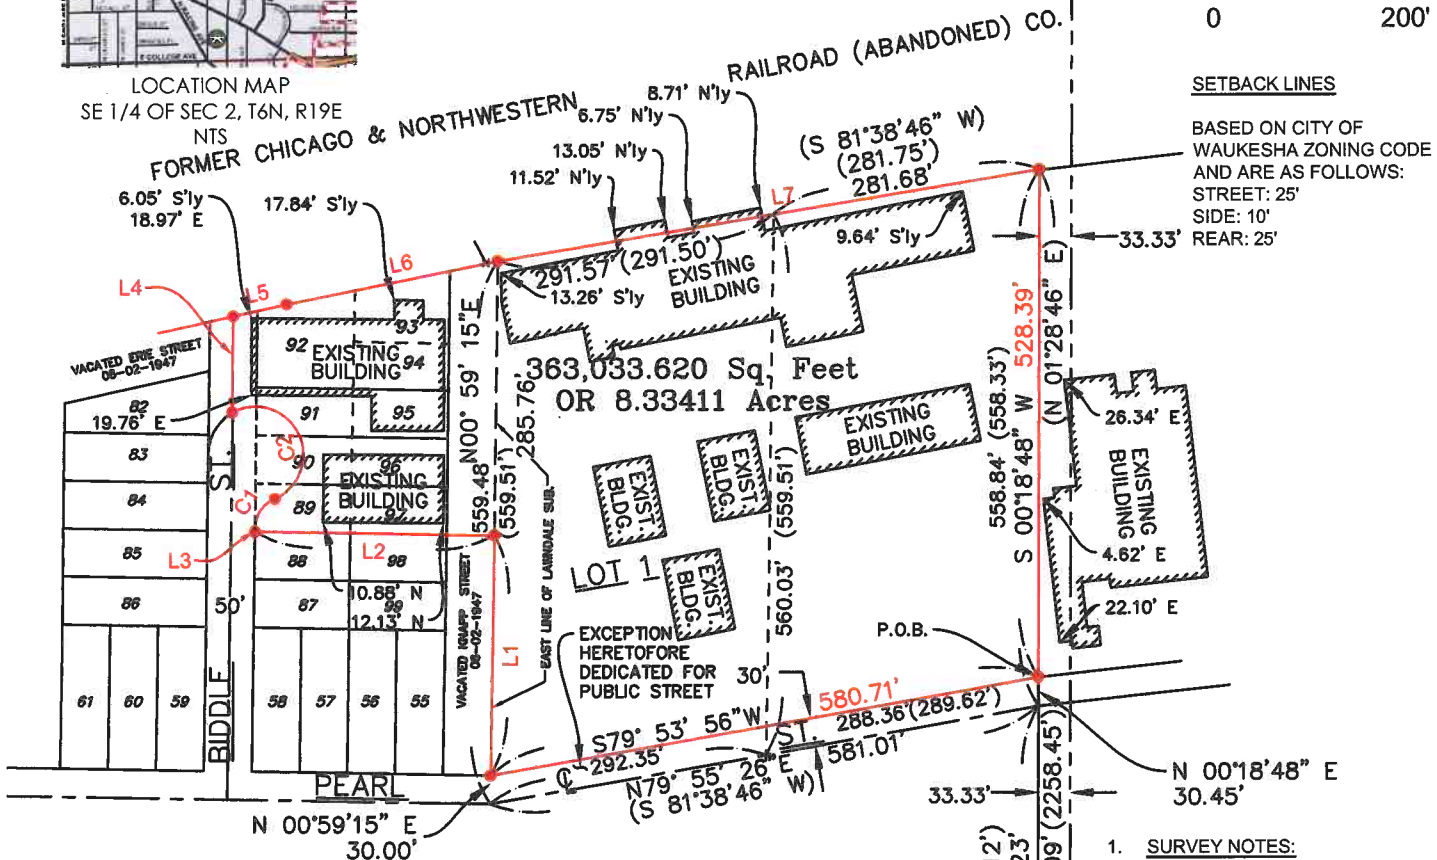 0 200'
LOCATION MAP
SE 1/4 OF SEC 2, T6N, R19E
NTS
FORMER CHICAGO & NORTHWESTERN RAILROAD (ABANDONED) CO.
SETBACK LINES
BASED ON CITY OF
WAUKESHA ZONING CODE
AND ARE AS FOLLOWS:
STREET: 25'
SIDE: 10'
REAR: 25'
8.71' N'ly
6.75' N'ly
13.05' N'ly
11.52' N'ly
(S 81°38'46" W)
(281.75')
281.68'
L7
6.05' S'ly
18.97' E
17.84' S'ly
L6
L5
L4
9.64' S'ly
33.33'
291.57' (291.50')
EXISTING
BUILDING
13.26' S'ly
VACATED ERIE STREET
08-02-1947
92
93
94
EXISTING
BUILDING
N00° 59' 15"E
285.76'
363,033.620 Sq. Feet
OR 8.33411 Acres
S 00°18'48" W 528.39'
(N 01°28'46" E)
558.84' (558.33')
82
19.76' E
91
95
83
90
96
C2
ST.
EXISTING
BUILDING
84
C1
89
97
559.48'
(559.51')
EAST LINE OF LAWNDALE SUB.
EXISTING
BUILDING
EXIST.
BLDG.
EXIST.
BLDG.
EXIST.
BLDG.
560.03' (559.51')
26.34' E
EXISTING
BUILDING
4.62' E
22.10' E
85
L3
L2
88
98
LOT 1
86
50'
87
99
10.88' N
12.13' N
VACATED KNAPP STREET
08-02-1947
L1
EXCEPTION
HERETOFORE
DEDICATED FOR
PUBLIC STREET
P.O.B.
30'
61
60
59
58
57
56
55
BIDDLE
PEARL
ST.
580.71'
S79° 53' 56"W
288.36'(289.62')
292.35'
581.01'
N79° 55' 26" E
(S 81°38'46" W)
N 00°59'15" E
30.00'
N 00°18'48" E
30.45'
33.33'
(2258.45')
1. SURVEY NOTES: